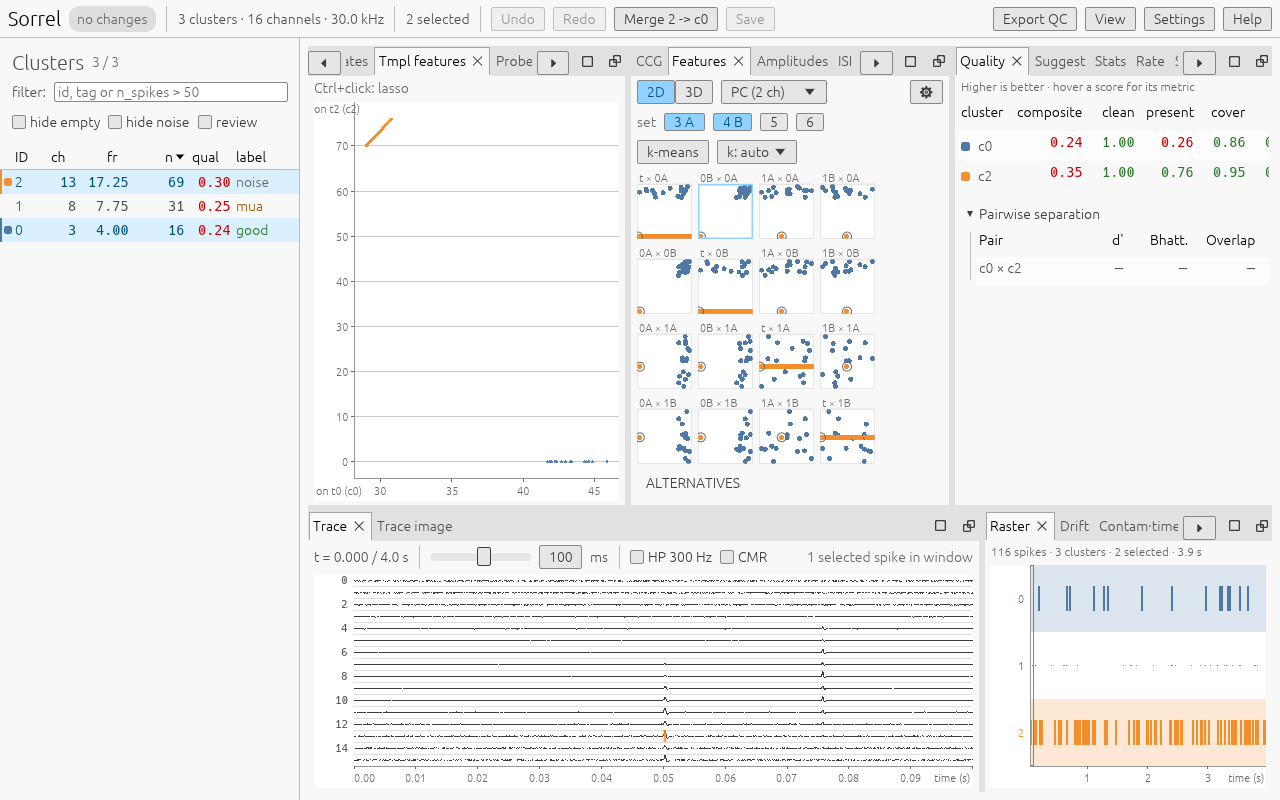 Sorrel no changes 3 clusters · 16 channels · 30.0 kHz 2 selected Undo Redo Merge 2 -> c0 Save Export QC View Settings Help
Clusters 3 / 3
filter: id, tag or n_spikes > 50
hide empty hide noise review
ID ch fr n qual label
2 13 17.25 69 0.30 noise
1 8 7.75 31 0.25 mua
0 3 4.00 16 0.24 good
ates Tmpl features Probe
Ctrl+click: lasso
on t2 (c2)
70
60
50
40
30
20
10
0
on t0 (c0) 30 35 40 45
CCG Features Amplitudes ISI
2D 3D PC (2 ch)
set 3 A 4 B 5 6
k-means k: auto
t × 0A 0B × 0A 1A × 0A 1B × 0A
0A × 0B t × 0B 1A × 0B 1B × 0B
0A × 1A 0B × 1A t × 1A 1B × 1A
0A × 1B 0B × 1B 1A × 1B t × 1B
ALTERNATIVES
Quality Suggest Stats Rate
Higher is better · hover a score for its metric
cluster composite clean present cover
c0 0.24 1.00 0.26 0.86
c2 0.35 1.00 0.76 0.95
Pairwise separation
Pair d' Bhatt. Overlap
c0 × c2 – – –
Trace Trace image
t = 0.000 / 4.0 s 100 ms HP 300 Hz CMR 1 selected spike in window
0
2
4
6
8
10
12
14
0.00 0.01 0.02 0.03 0.04 0.05 0.06 0.07 0.08 0.09 time (s)
Raster Drift Contam-time
116 spikes · 3 clusters · 2 selected · 3.9 s
0
1
2
1 2 3 time (s)